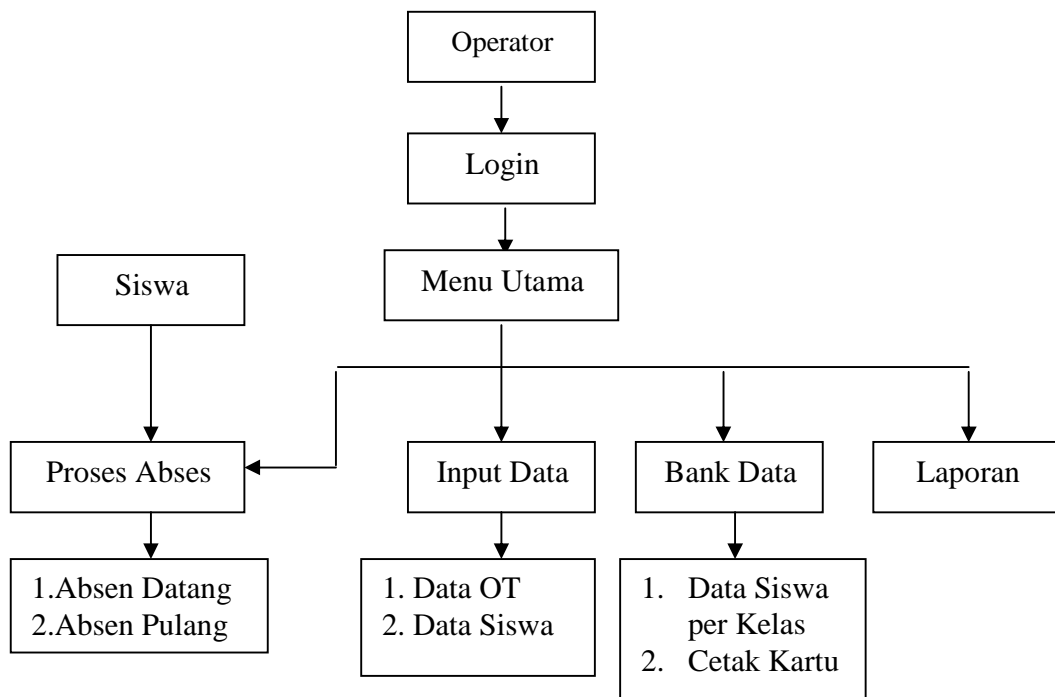 Operator
Login
Menu Utama
Siswa
Proses Abses
Input Data
Bank Data
Laporan
1.Absen Datang
2.Absen Pulang
1. Data OT
2. Data Siswa
1. Data Siswa
per Kelas
2. Cetak Kartu